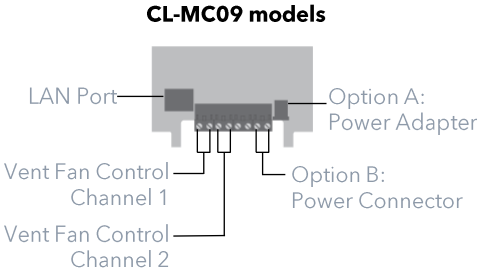 CL-MC09 models
LAN Port
Option A:
Power Adapter
Vent Fan Control
Channel 1
Option B:
Power Connector
Vent Fan Control
Channel 2